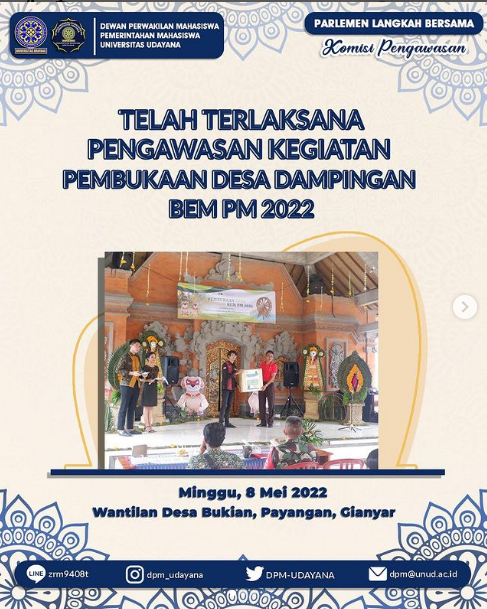 DEWAN PERWAKILAN MAHASISWA
PEMERINTAHAN MAHASISWA
UNIVERSITAS UDAYANA
PARLEMEN LANGKAH BERSAMA
Komisi Pengawasan
TELAH TERLAKSANA
PENGAWASAN KEGIATAN
PEMBUKAAN DESA DAMPINGAN
BEM PM 2022
Minggu, 8 Mei 2022
Wantilan Desa Bukian, Payangan, Gianyar
LINE zrm9408t
dpm_udayana
DPM-UDAYANA
dpm@unud.ac.id